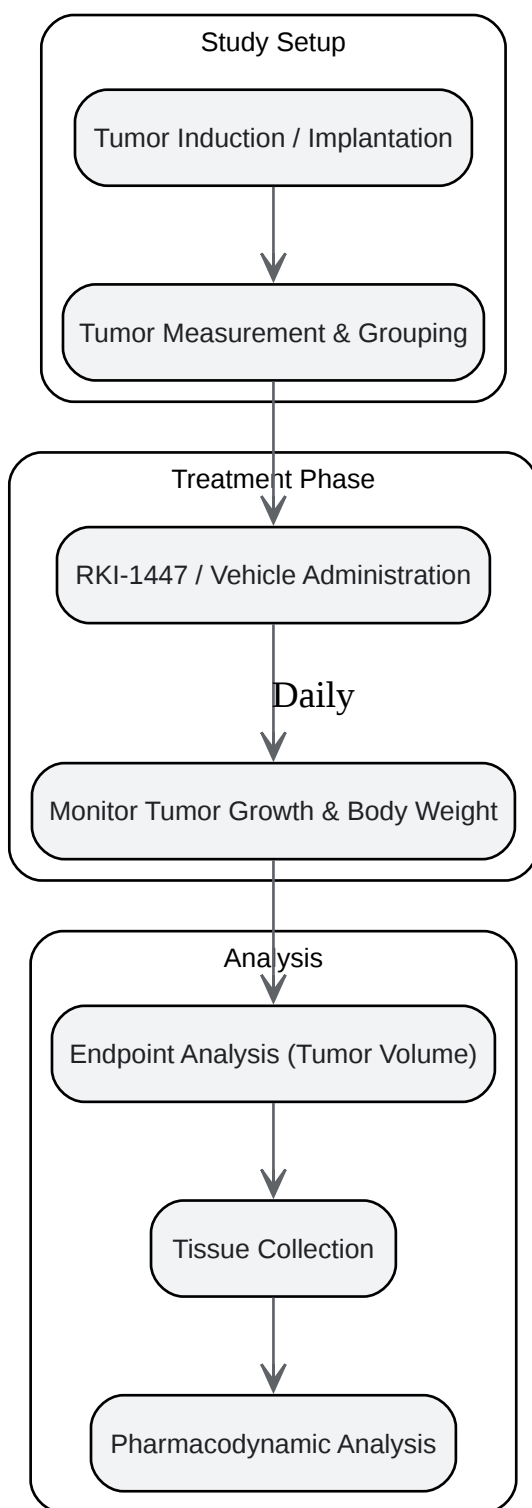 Study Setup
Tumor Induction / Implantation
Tumor Measurement & Grouping
Treatment Phase
RKI-1447 / Vehicle Administration
Daily
Monitor Tumor Growth & Body Weight
Analysis
Endpoint Analysis (Tumor Volume)
Tissue Collection
Pharmacodynamic Analysis